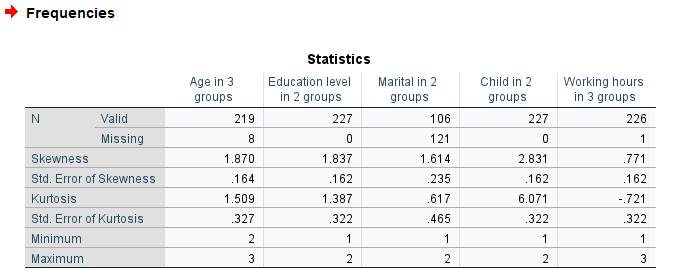 Frequencies
Statistics
Age in 3 groups Education level in 2 groups Marital in 2 groups Child in 2 groups Working hours in 3 groups
N Valid 219 227 106 227 226
Missing 8 0 121 0 1
Skewness 1.870 1.837 1.614 2.831 .771
Std. Error of Skewness .164 .162 .235 .162 .162
Kurtosis 1.509 1.387 .617 6.071 -.721
Std. Error of Kurtosis .327 .322 .465 .322 .322
Minimum 2 1 1 1 1
Maximum 3 2 2 2 3